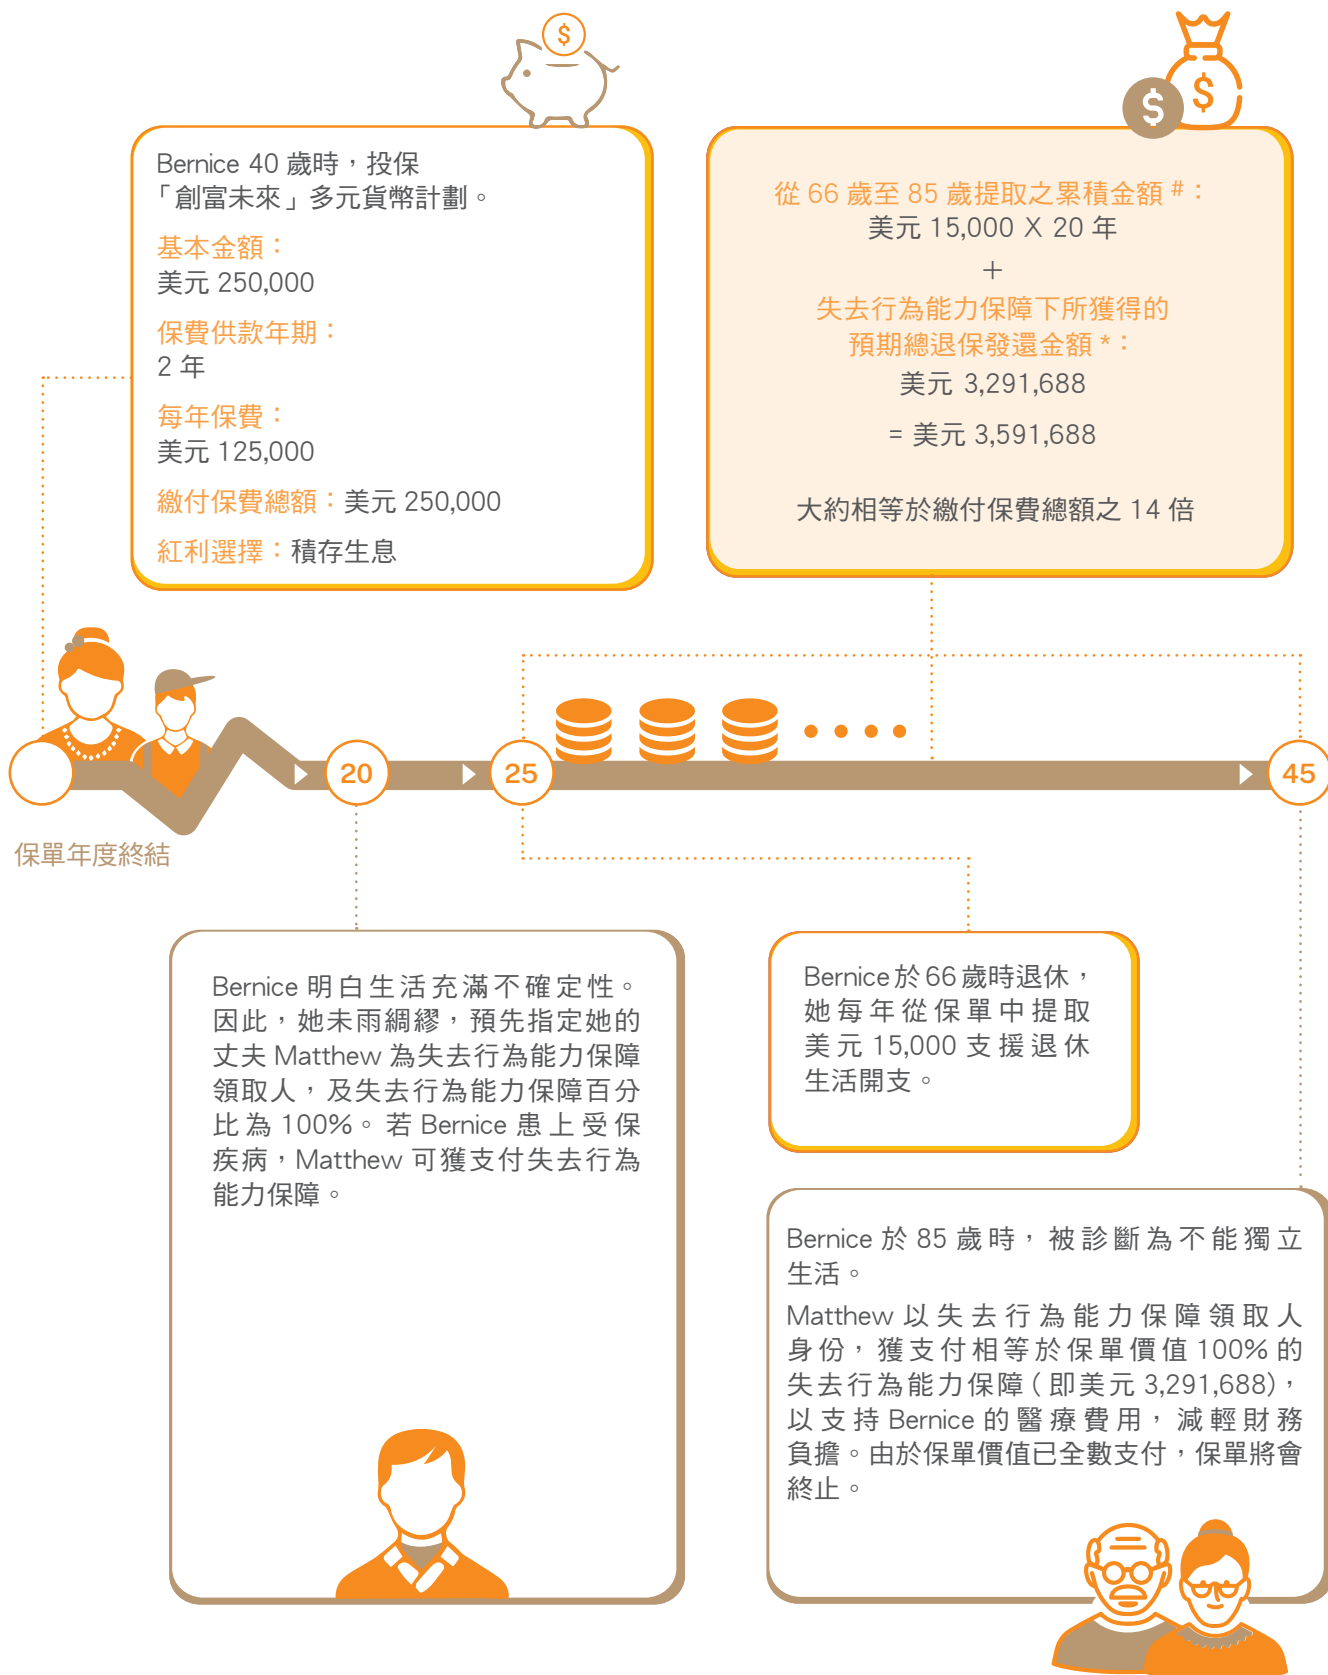 $
$
$
Bernice 40 歲時，投保
「創富未來」多元貨幣計劃。
基本金額：
美元 250,000
保費供款年期：
2 年
每年保費：
美元 125,000
繳付保費總額：美元 250,000
紅利選擇：積存生息
從 66 歲至 85 歲提取之累積金額 #：
美元 15,000 X 20 年
+
失去行為能力保障下所獲得的
預期總退保發還金額 *：
美元 3,291,688
= 美元 3,591,688
大約相等於繳付保費總額之 14 倍
20
25
45
保單年度終結
Bernice 明白生活充滿不確定性。
因此，她未雨綢繆，預先指定她的
丈夫 Matthew 為失去行為能力保障
領取人，及失去行為能力保障百分
比為 100%。若 Bernice 患上受保
疾病，Matthew 可獲支付失去行為
能力保障。
Bernice 於 66 歲時退休，
她每年從保單中提取
美元 15,000 支援退休
生活開支。
Bernice 於 85 歲時，被診斷為不能獨立
生活。
Matthew 以失去行為能力保障領取人
身份，獲支付相等於保單價值 100% 的
失去行為能力保障（即美元 3,291,688），
以支持 Bernice 的醫療費用，減輕財務
負擔。由於保單價值已全數支付，保單將會
終止。